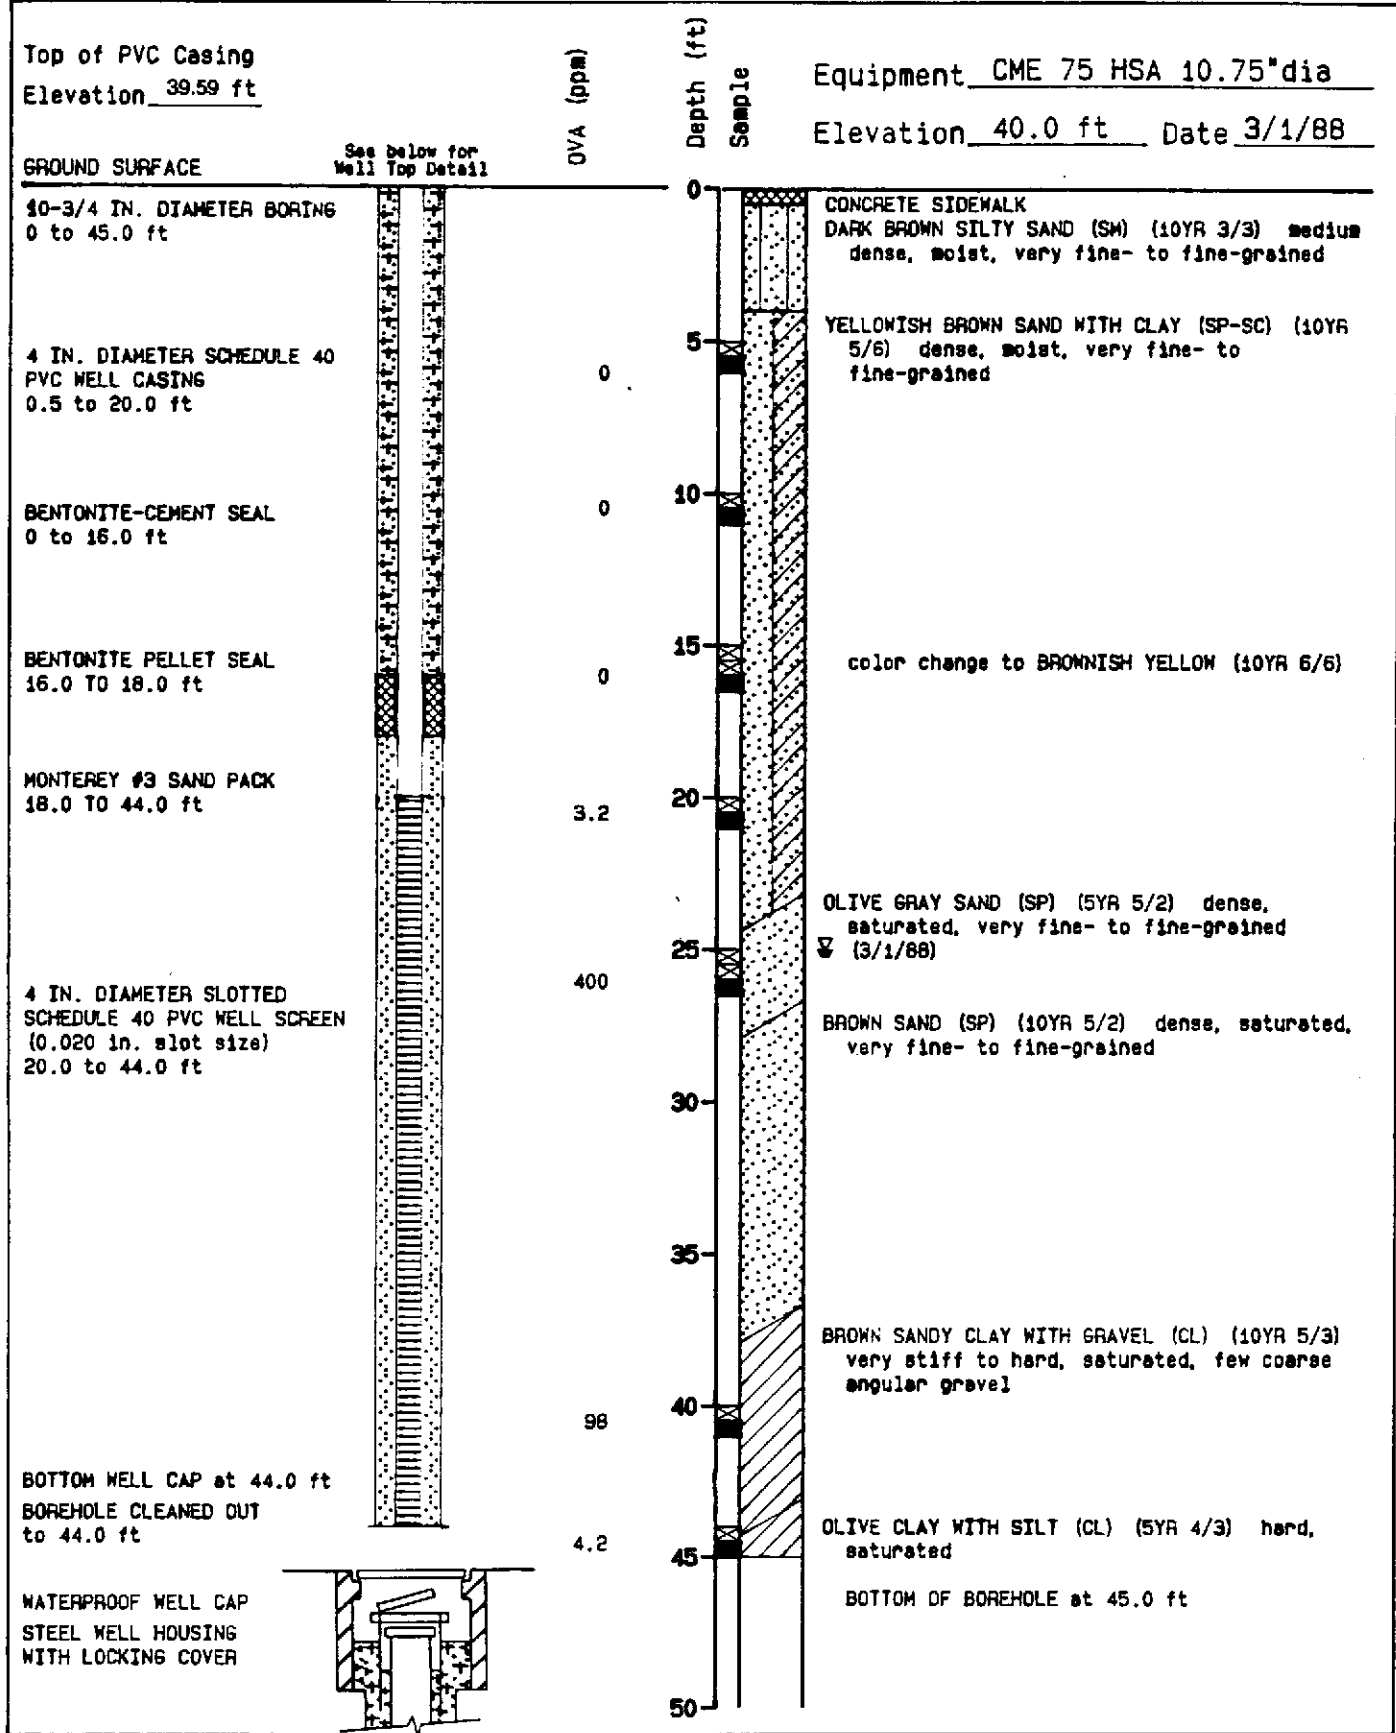 Top of PVC Casing
Elevation 39.59 ft
GROUND SURFACE
See below for
Well Top Detail
OVA (ppm)
Depth (ft)
Sample
Equipment CME 75 HSA 10.75"dia
Elevation 40.0 ft Date 3/1/88
10-3/4 IN. DIAMETER BORING
0 to 45.0 ft
4 IN. DIAMETER SCHEDULE 40
PVC WELL CASING
0.5 to 20.0 ft
BENTONITE-CEMENT SEAL
0 to 16.0 ft
BENTONITE PELLET SEAL
16.0 TO 18.0 ft
MONTEREY #3 SAND PACK
18.0 TO 44.0 ft
4 IN. DIAMETER SLOTTED
SCHEDULE 40 PVC WELL SCREEN
(0.020 in. slot size)
20.0 to 44.0 ft
BOTTOM WELL CAP at 44.0 ft
BOREHOLE CLEANED OUT
to 44.0 ft
WATERPROOF WELL CAP
STEEL WELL HOUSING
WITH LOCKING COVER
0
0
0
3.2
400
98
4.2
0
5
10
15
20
25
30
35
40
45
50
CONCRETE SIDEWALK
DARK BROWN SILTY SAND (SM) (10YR 3/3) medium
dense, moist, very fine- to fine-grained
YELLOWISH BROWN SAND WITH CLAY (SP-SC) (10YR
5/6) dense, moist, very fine- to
fine-grained
color change to BROWNISH YELLOW (10YR 6/6)
OLIVE GRAY SAND (SP) (5YR 5/2) dense,
saturated, very fine- to fine-grained
(3/1/88)
BROWN SAND (SP) (10YR 5/2) dense, saturated,
very fine- to fine-grained
BROWN SANDY CLAY WITH GRAVEL (CL) (10YR 5/3)
very stiff to hard, saturated, few coarse
angular gravel
OLIVE CLAY WITH SILT (CL) (5YR 4/3) hard,
saturated
BOTTOM OF BOREHOLE at 45.0 ft